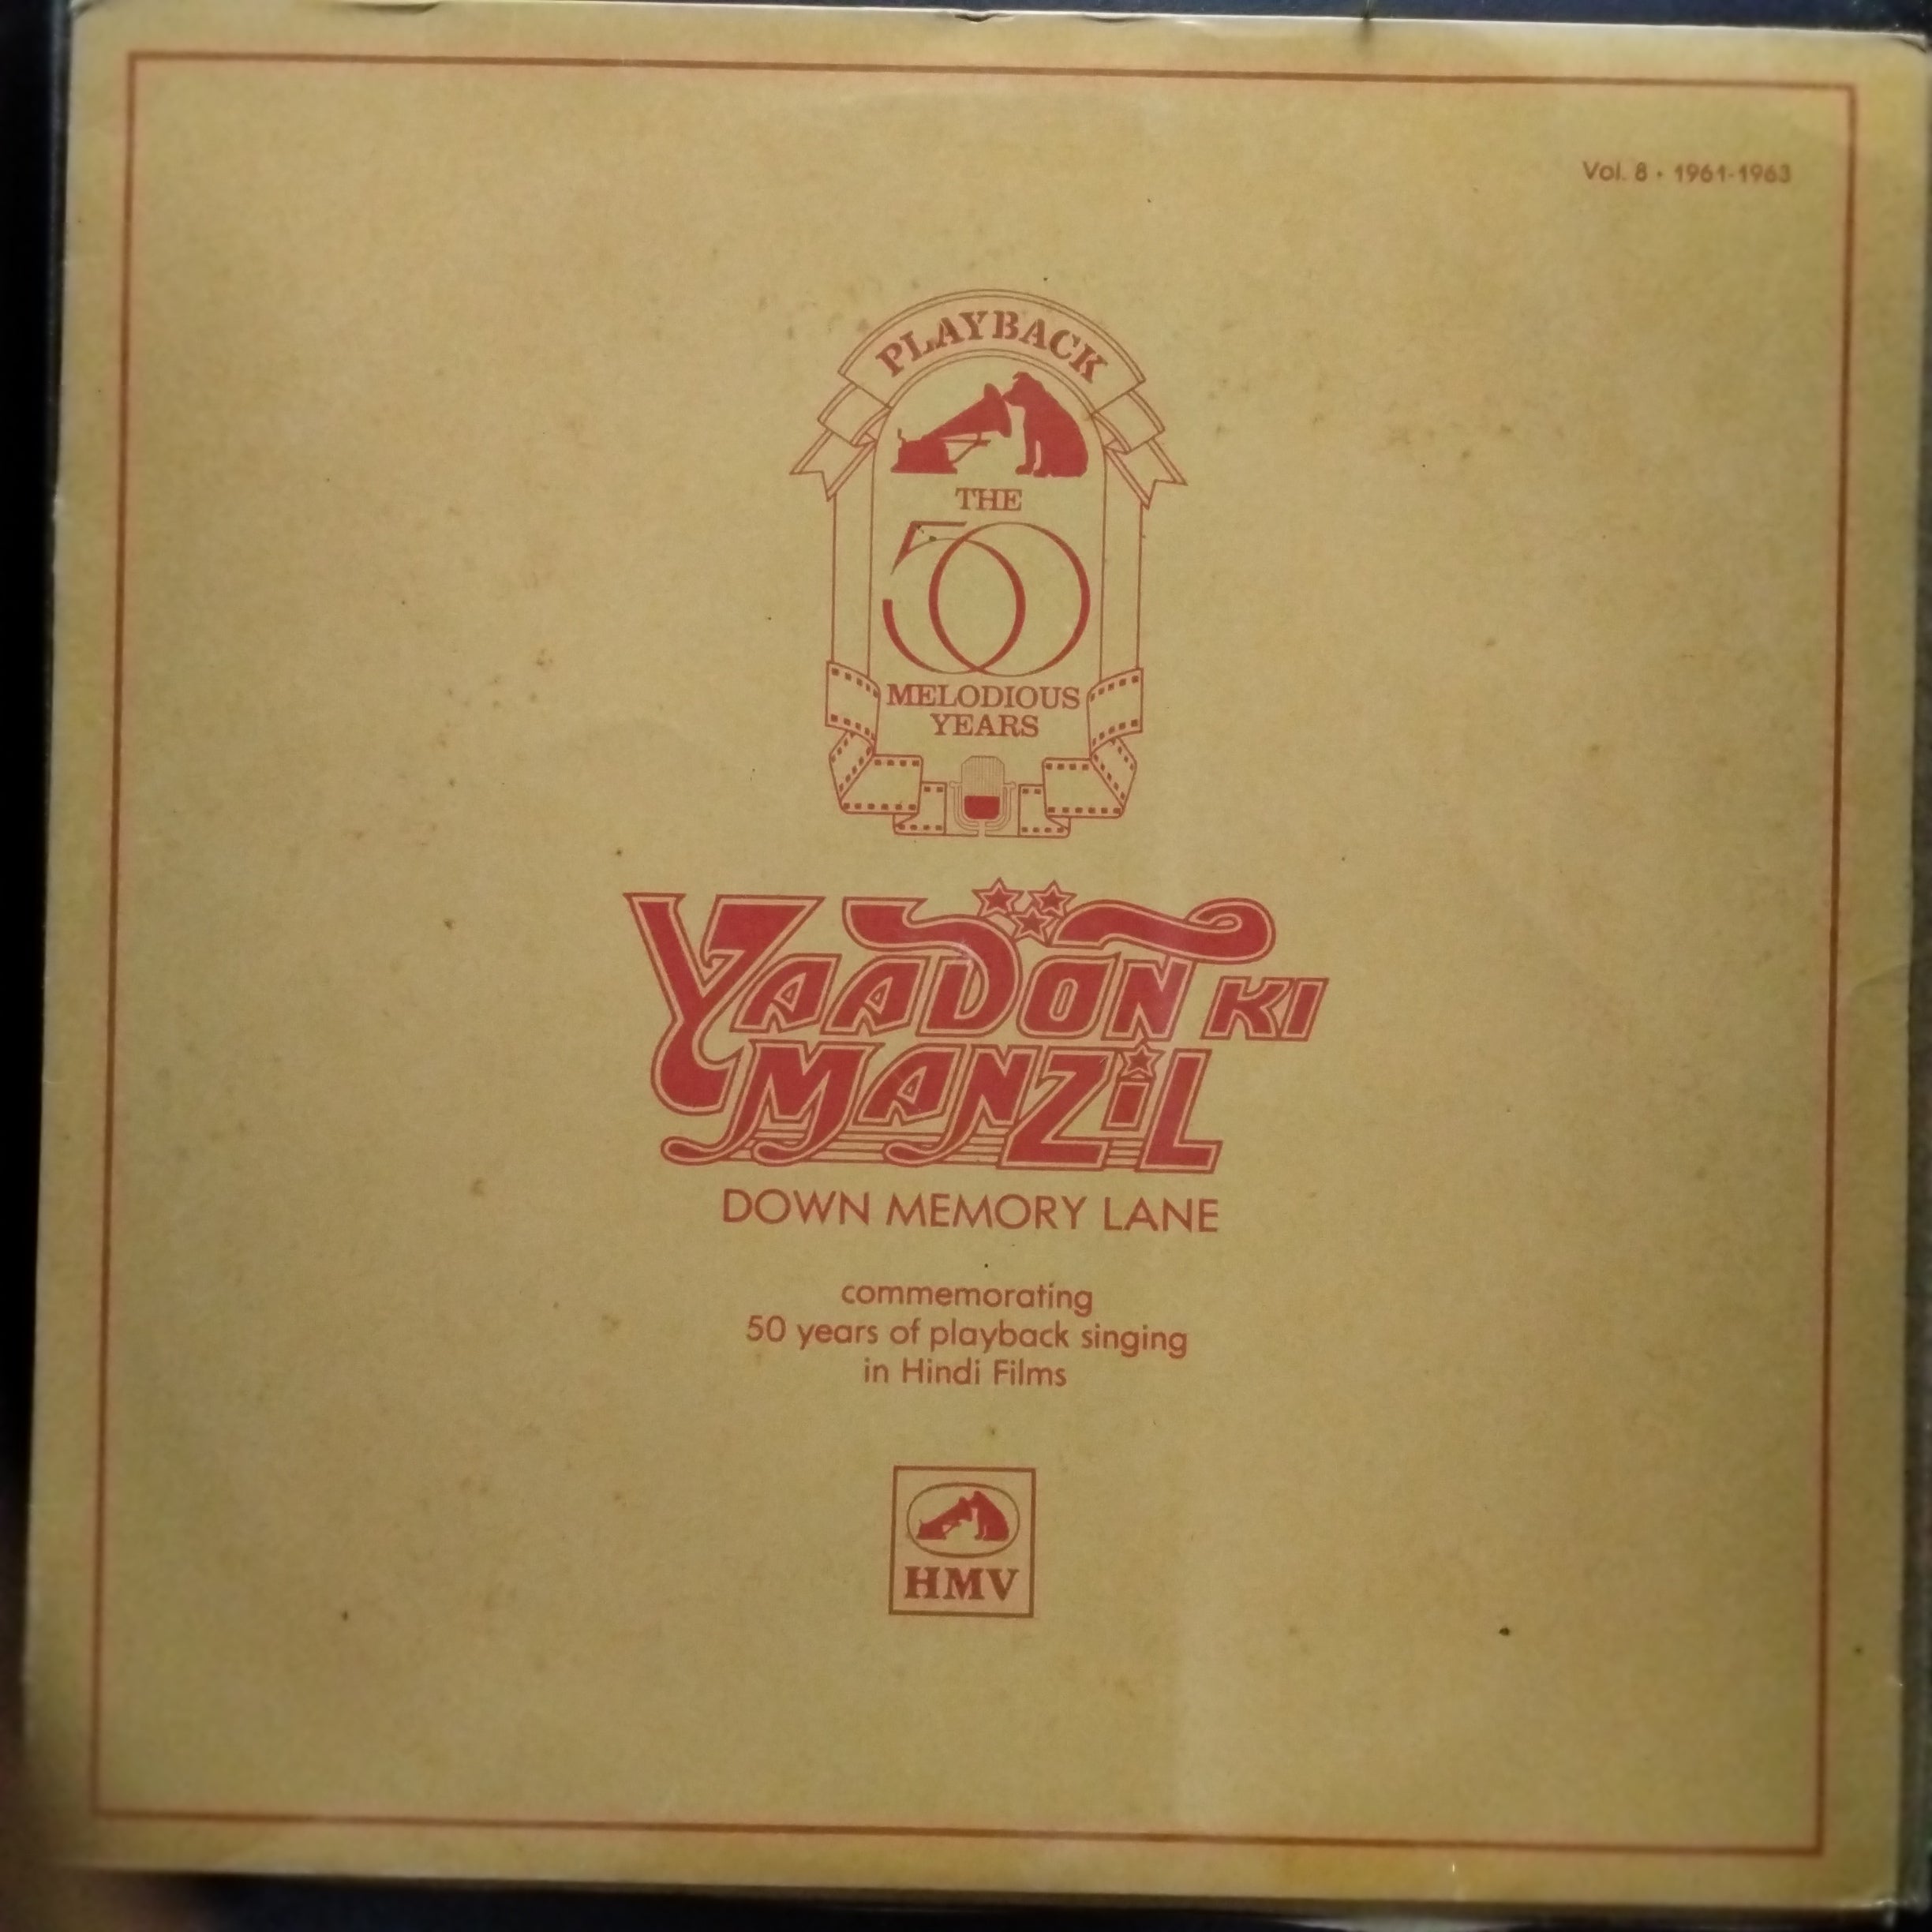 Vol. 8 • 1961-1963
PLAYBACK
THE
50
MELODIOUS
YEARS
YAADON KI
MANZiL
DOWN MEMORY LANE
commemorating
50 years of playback singing
in Hindi Films
HMV